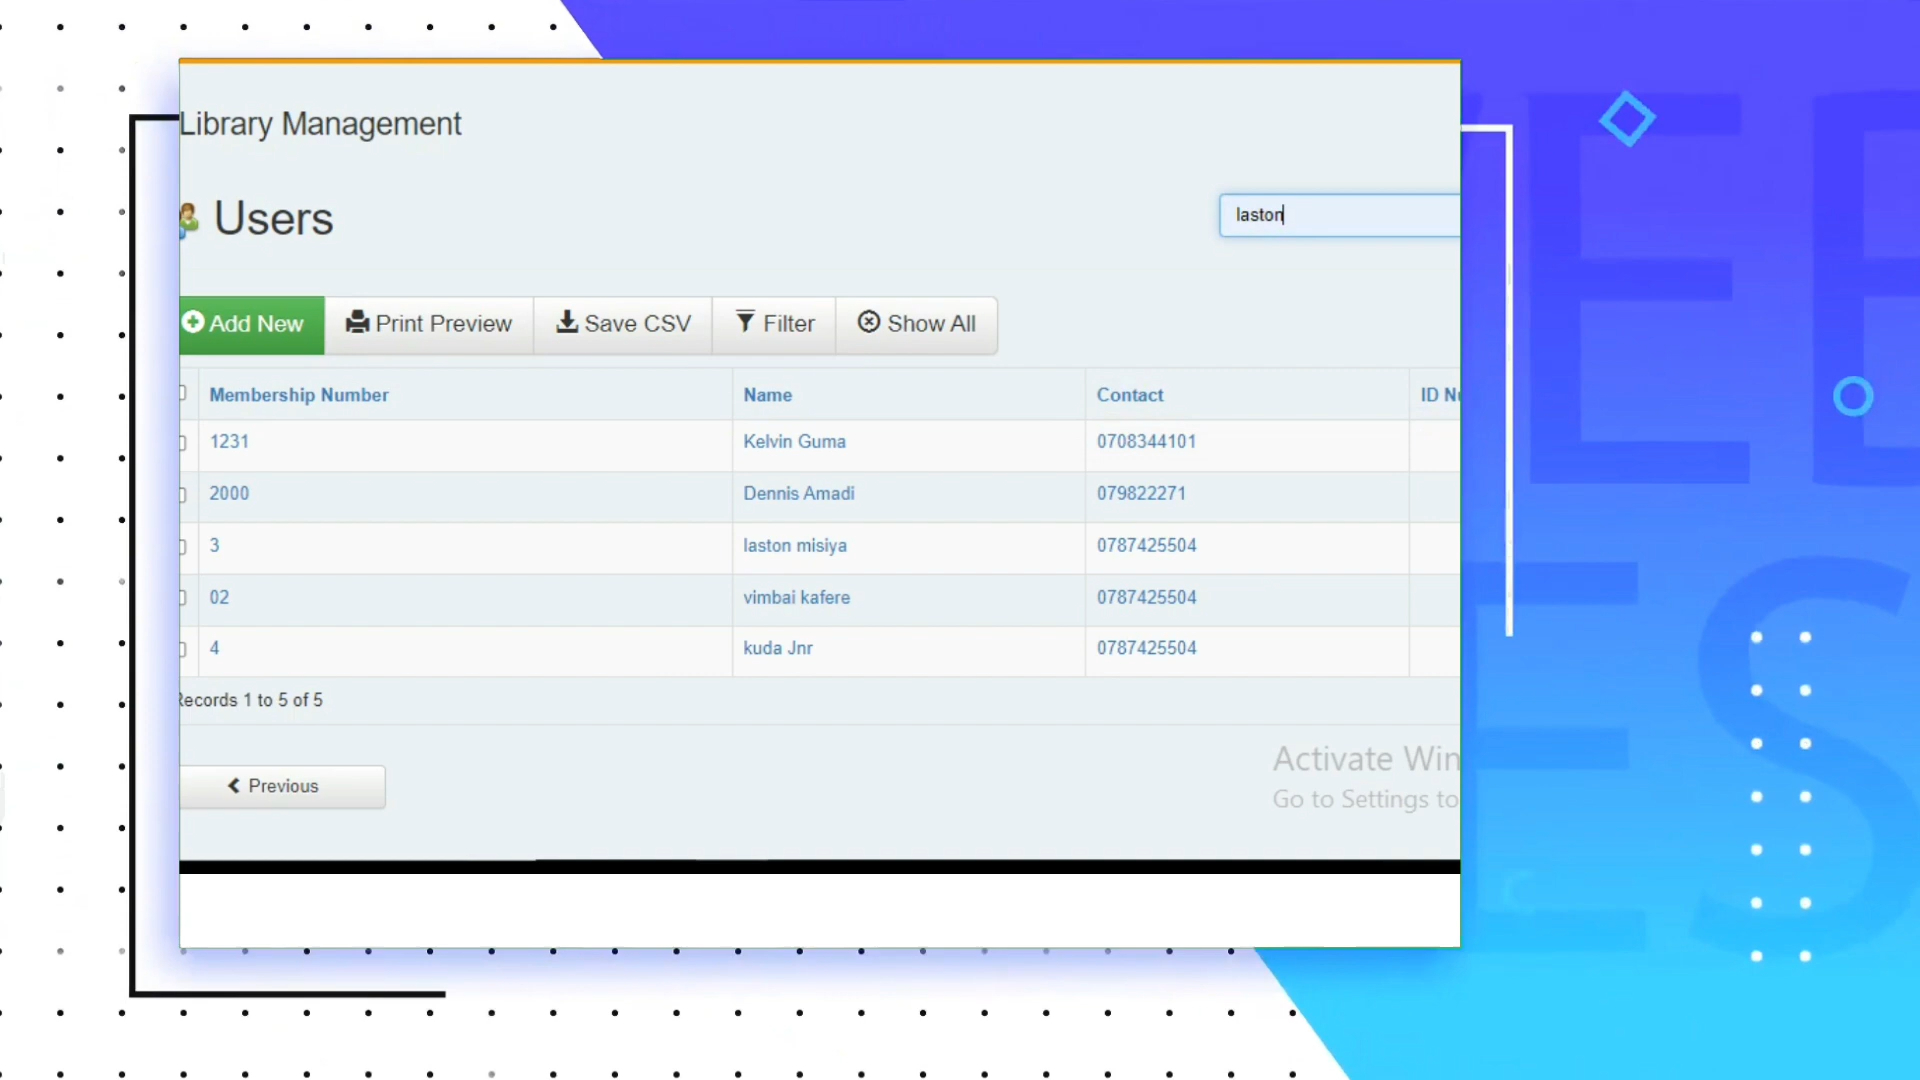 Library Management
Users
laston
Add New Print Preview Save CSV Filter Show All
Membership Number Name Contact ID
1231 Kelvin Guma 0708344101
2000 Dennis Amadi 079822271
3 laston misiya 0787425504
02 vimbai kafere 0787425504
4 kuda Jnr 0787425504
Records 1 to 5 of 5
Activate Win
Go to Settings to
Previous